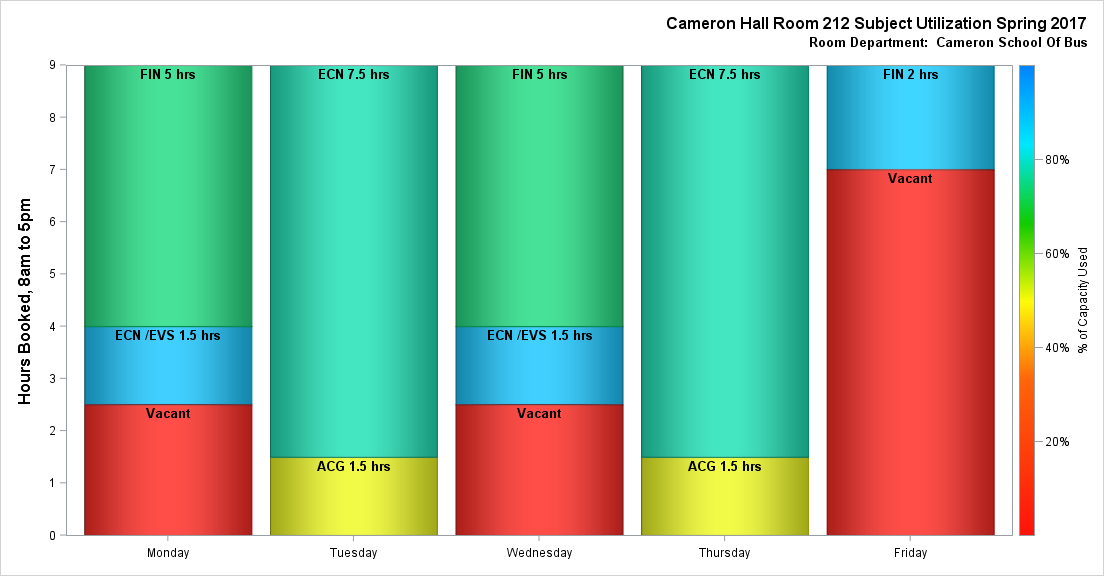 Cameron Hall Room 212 Subject Utilization Spring 2017
Room Department:  Cameron School Of Bus
Hours Booked, 8am to 5pm
9
8
7
6
5
4
3
2
1
0
FIN 5 hrs
ECN /EVS 1.5 hrs
Vacant
ECN 7.5 hrs
ACG 1.5 hrs
FIN 5 hrs
ECN /EVS 1.5 hrs
Vacant
ECN 7.5 hrs
ACG 1.5 hrs
FIN 2 hrs
Vacant
Monday
Tuesday
Wednesday
Thursday
Friday
80%
60%
40%
20%
% of Capacity Used